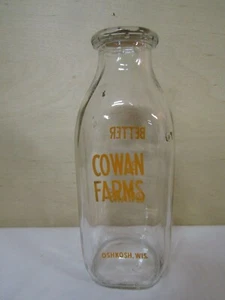 BETTER
COWAN
FARMS
OSHKOSH, WIS.